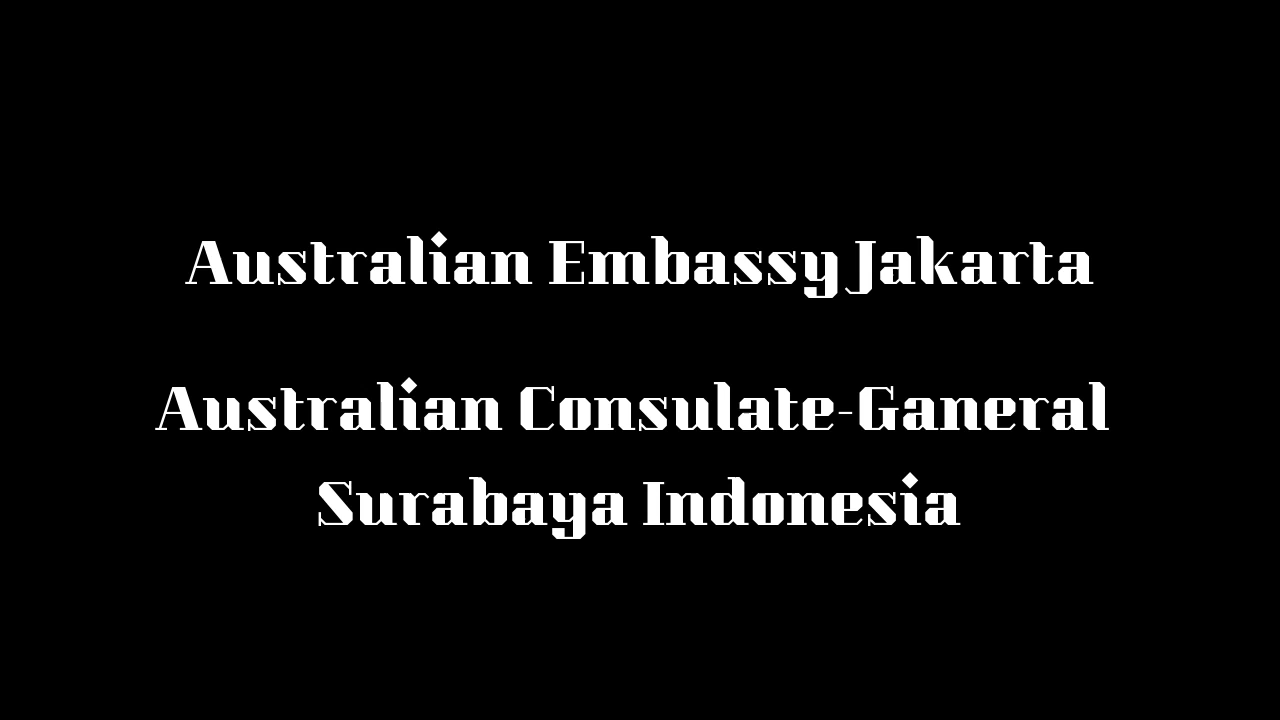 Australian Embassy Jakarta
Australian Consulate-Ganeral
Surabaya Indonesia